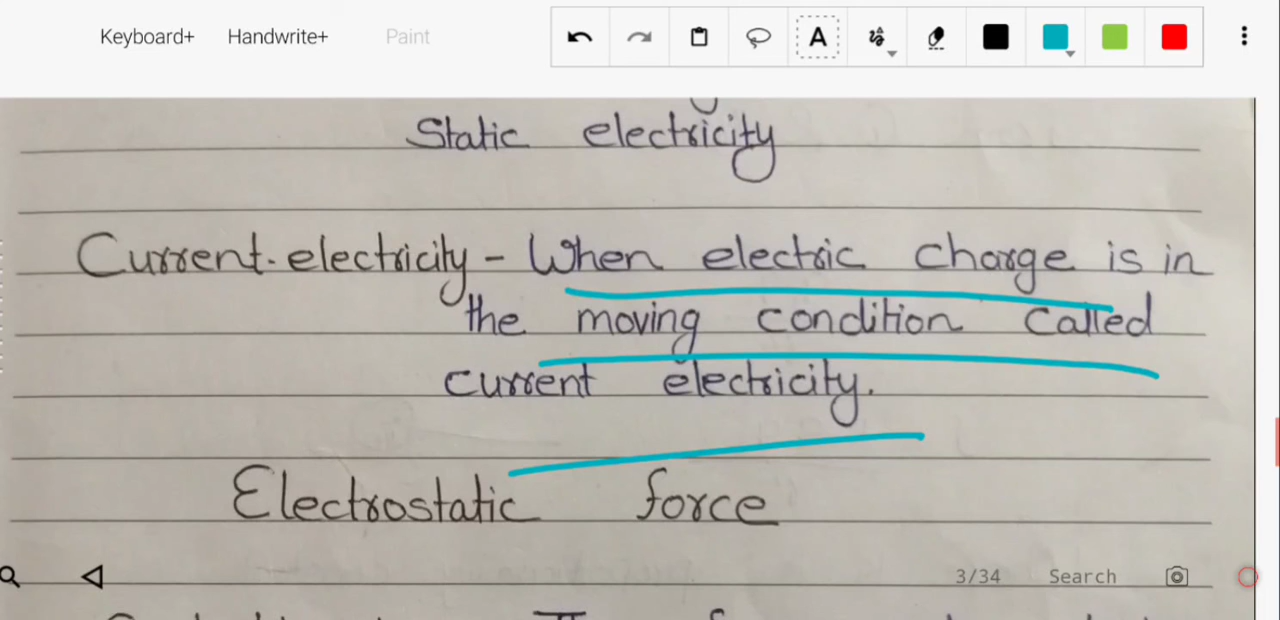 Keyboard+ Handwrite+ Paint A
Static electricity
Current electricity - When electric charge is in
the moving condition called
current electricity.
Electrostatic force
3/34 Search